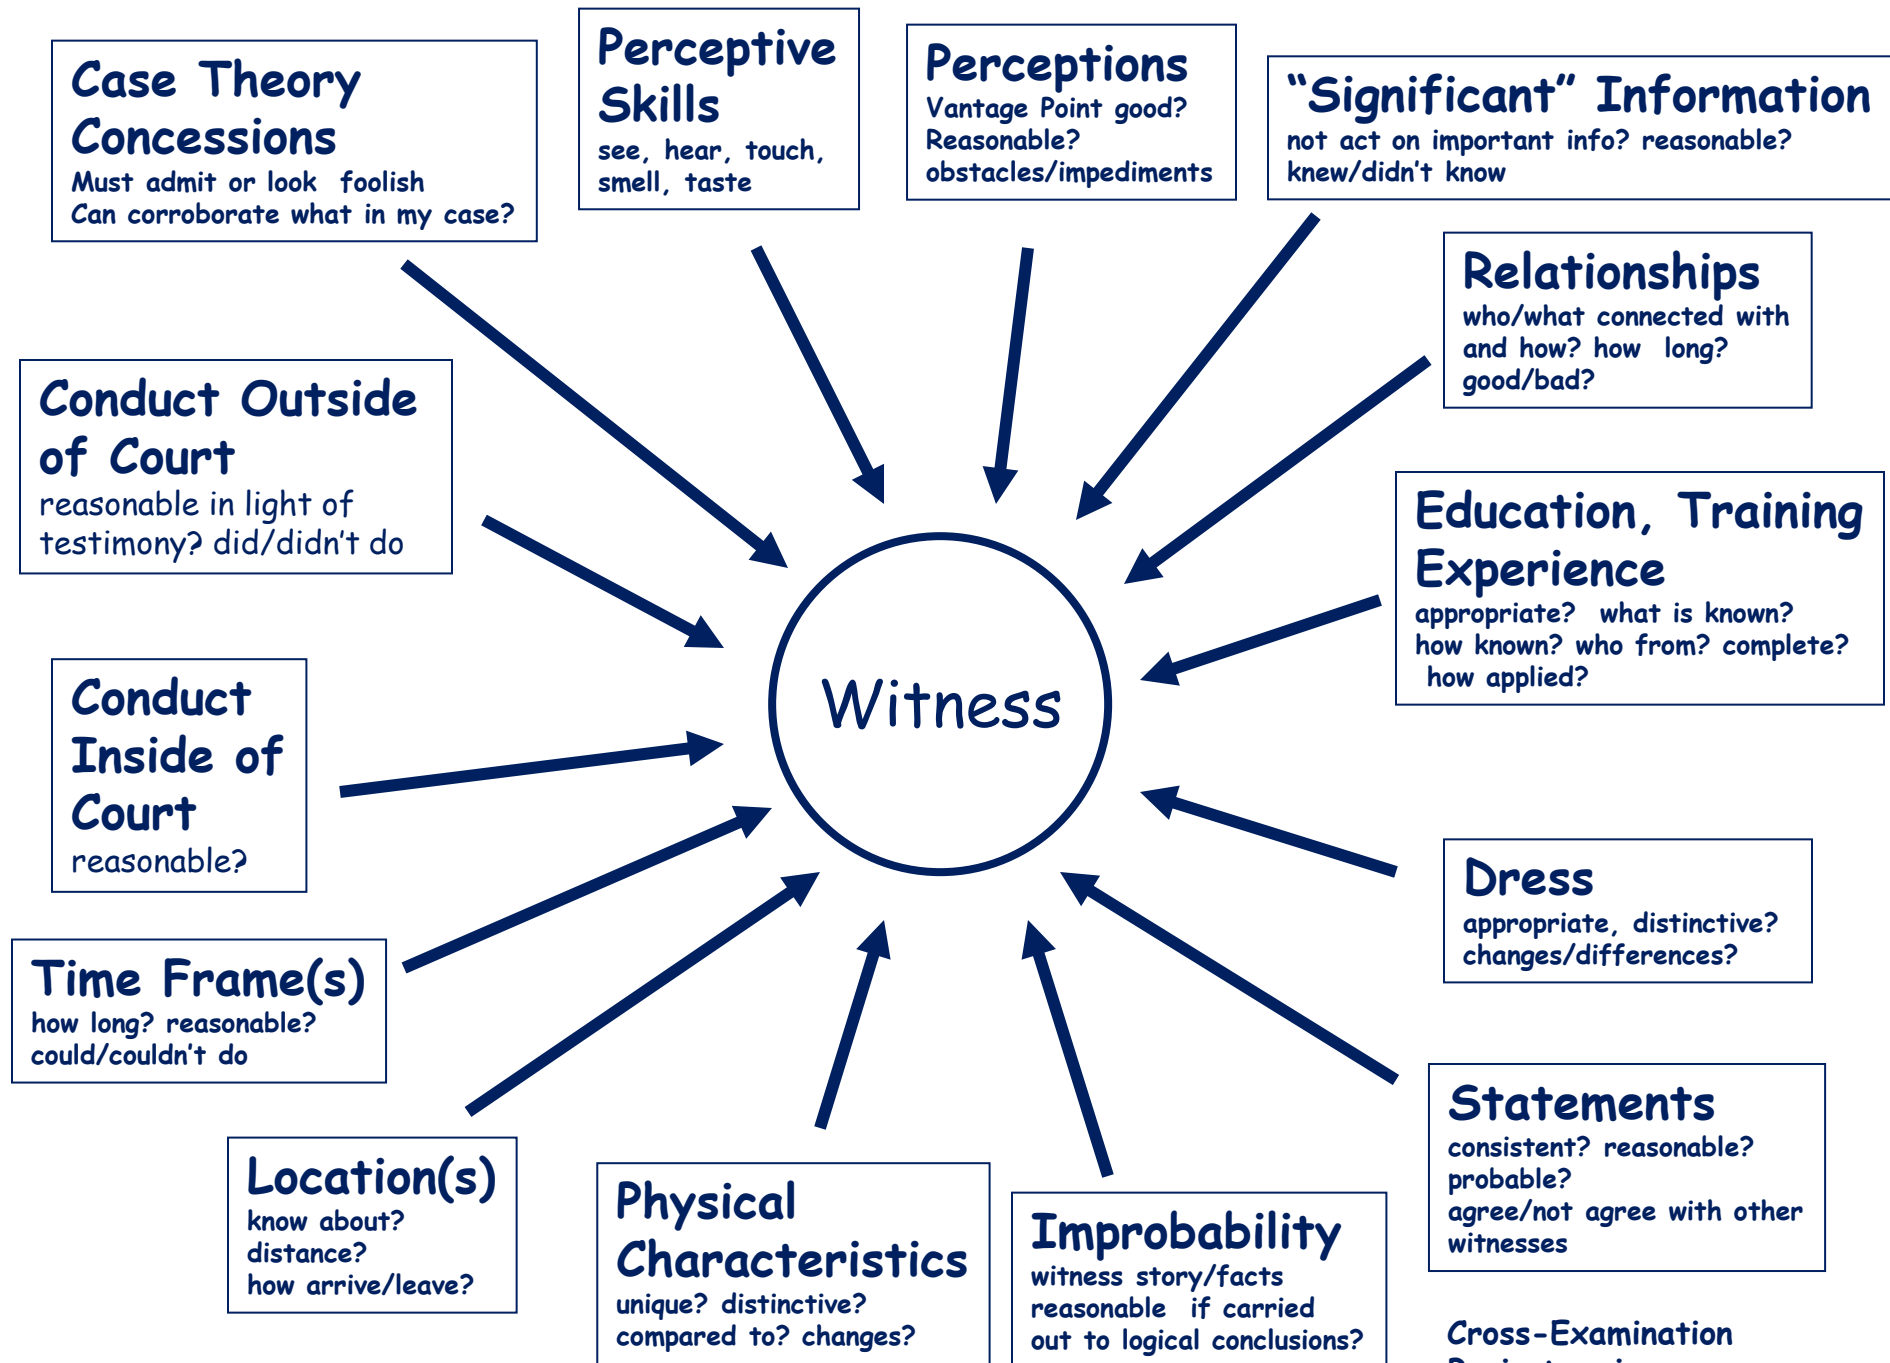 Case Theory
Concessions
Must admit or look foolish
Can corroborate what in my case?
Perceptive
Skills
see, hear, touch,
smell, taste
Perceptions
Vantage Point good?
Reasonable?
obstacles/impediments
“Significant” Information
not act on important info? reasonable?
knew/didn’t know
Relationships
who/what connected with
and how? how long?
good/bad?
Conduct Outside
of Court
reasonable in light of
testimony? did/didn’t do
Education, Training
Experience
appropriate? what is known?
how known? who from? complete?
how applied?
Witness
Conduct
Inside of
Court
reasonable?
Dress
appropriate, distinctive?
changes/differences?
Time Frame(s)
how long? reasonable?
could/couldn’t do
Statements
consistent? reasonable?
probable?
agree/not agree with other
witnesses
Location(s)
know about?
distance?
how arrive/leave?
Physical
Characteristics
unique? distinctive?
compared to? changes?
Improbability
witness story/facts
reasonable if carried
out to logical conclusions?
Cross-Examination